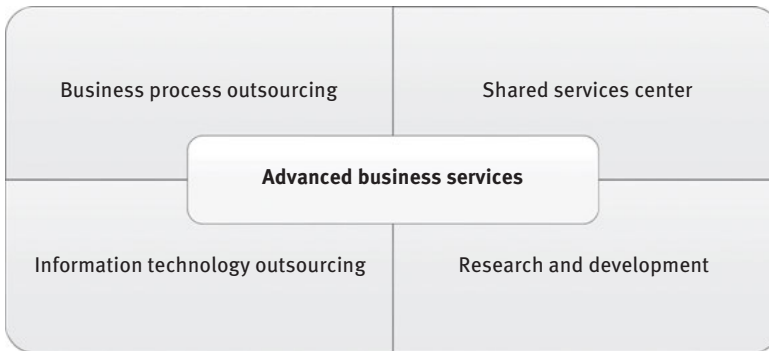 Business process outsourcing
Shared services center
Advanced business services
Information technology outsourcing
Research and development